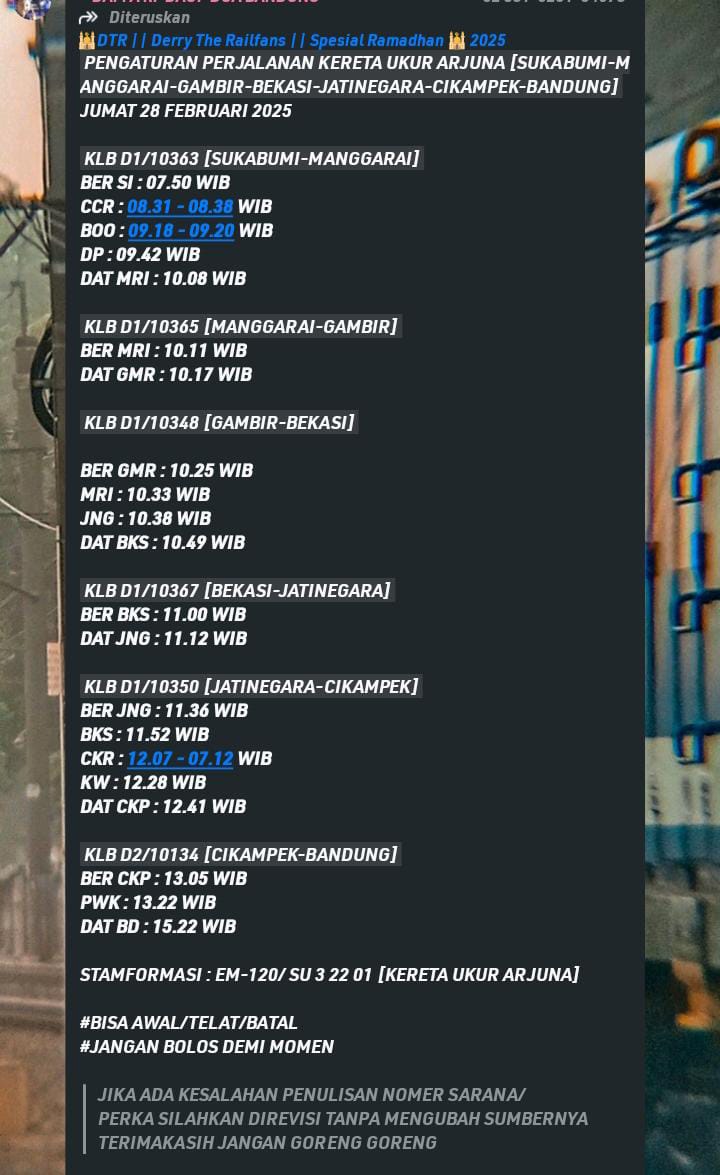 Diteruskan
🕌DTR || Derry The Railfans || Spesial Ramadhan 🕌 2025
PENGATURAN PERJALANAN KERETA UKUR ARJUNA [SUKABUMI-M
ANGGARAI-GAMBIR-BEKASI-JATINEGARA-CIKAMPEK-BANDUNG]
JUMAT 28 FEBRUARI 2025
KLB D1/10363 [SUKABUMI-MANGGARAI]
BER SI : 07.50 WIB
CCR : 08.31 - 08.38 WIB
BOO : 09.18 - 09.20 WIB
DP : 09.42 WIB
DAT MRI : 10.08 WIB
KLB D1/10365 [MANGGARAI-GAMBIR]
BER MRI : 10.11 WIB
DAT GMR : 10.17 WIB
KLB D1/10348 [GAMBIR-BEKASI]
BER GMR : 10.25 WIB
MRI : 10.33 WIB
JNG : 10.38 WIB
DAT BKS : 10.49 WIB
KLB D1/10367 [BEKASI-JATINEGARA]
BER BKS : 11.00 WIB
DAT JNG : 11.12 WIB
KLB D1/10350 [JATINEGARA-CIKAMPEK]
BER JNG : 11.36 WIB
BKS : 11.52 WIB
CKR : 12.07 - 07.12 WIB
KW : 12.28 WIB
DAT CKP : 12.41 WIB
KLB D2/10134 [CIKAMPEK-BANDUNG]
BER CKP : 13.05 WIB
PWK : 13.22 WIB
DAT BD : 15.22 WIB
STAMFORMASI : EM-120/ SU 3 22 01 [KERETA UKUR ARJUNA]
#BISA AWAL/TELAT/BATAL
#JANGAN BOLOS DEMI MOMEN
JIKA ADA KESALAHAN PENULISAN NOMER SARANA/
PERKA SILAHKAN DIREVISI TANPA MENGUBAH SUMBERNYA
TERIMAKASIH JANGAN GORENG GORENG